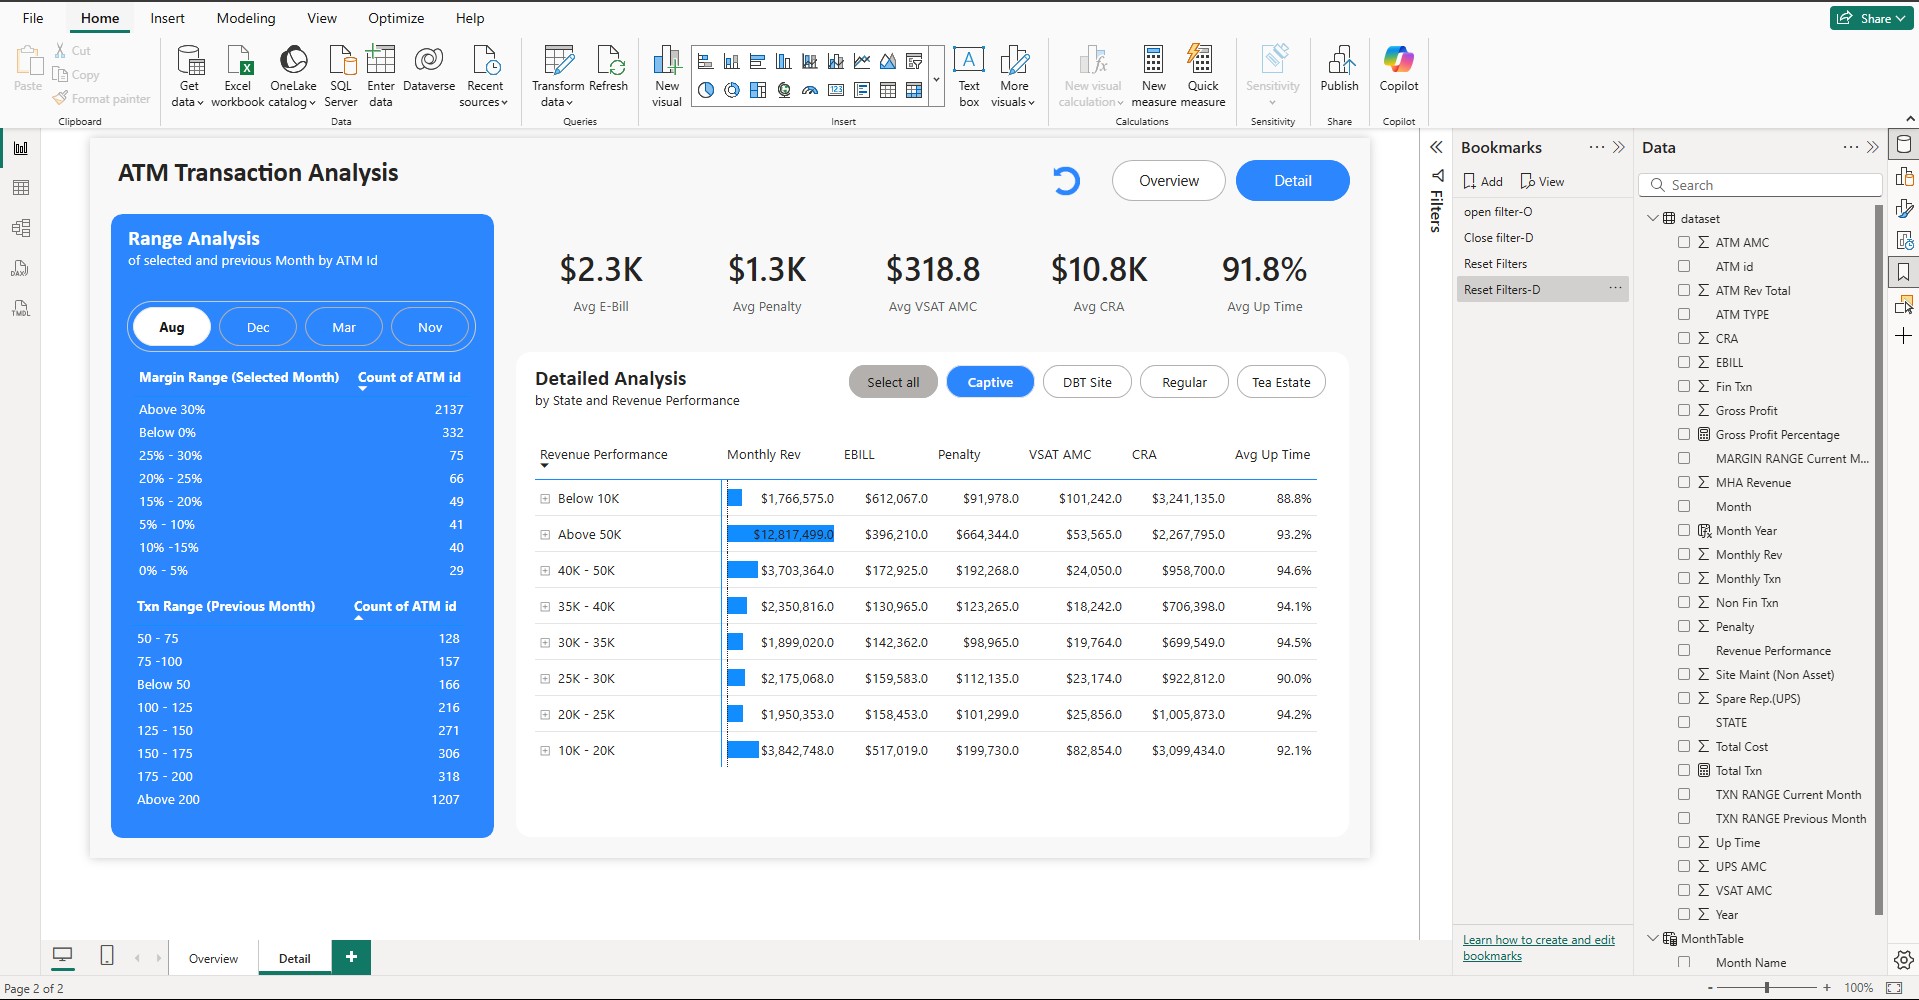 File Home Insert Modeling View Optimize Help Share
Paste Cut Copy Format painter
Clipboard
Get data Excel workbook OneLake catalog SQL Server Enter data Dataverse Recent sources
Data
Transform data Refresh
Queries
New visual Text box More visuals
Insert
New visual calculation New measure Quick measure
Calculations
Sensitivity
Sensitivity
Publish
Share
Copilot
Copilot
ATM Transaction Analysis
Overview Detail
Range Analysis
of selected and previous Month by ATM Id
Aug Dec Mar Nov
Margin Range (Selected Month) Count of ATM id
Above 30% 2137
Below 0% 332
25% - 30% 75
20% - 25% 66
15% - 20% 49
5% - 10% 41
10% -15% 40
0% - 5% 29
Txn Range (Previous Month) Count of ATM id
50 - 75 128
75 -100 157
Below 50 166
100 - 125 216
125 - 150 271
150 - 175 306
175 - 200 318
Above 200 1207
$2.3K $1.3K $318.8 $10.8K 91.8%
Avg E-Bill Avg Penalty Avg VSAT AMC Avg CRA Avg Up Time
Detailed Analysis
by State and Revenue Performance
Select all Captive DBT Site Regular Tea Estate
Revenue Performance Monthly Rev EBILL Penalty VSAT AMC CRA Avg Up Time
Below 10K $1,766,575.0 $612,067.0 $91,978.0 $101,242.0 $3,241,135.0 88.8%
Above 50K $12,817,499.0 $396,210.0 $664,344.0 $53,565.0 $2,267,795.0 93.2%
40K - 50K $3,703,364.0 $172,925.0 $192,268.0 $24,050.0 $958,700.0 94.6%
35K - 40K $2,350,816.0 $130,965.0 $123,265.0 $18,242.0 $706,398.0 94.1%
30K - 35K $1,899,020.0 $142,362.0 $98,965.0 $19,764.0 $699,549.0 94.5%
25K - 30K $2,175,068.0 $159,583.0 $112,135.0 $23,174.0 $922,812.0 90.0%
20K - 25K $1,950,353.0 $158,453.0 $101,299.0 $25,856.0 $1,005,873.0 94.2%
10K - 20K $3,842,748.0 $517,019.0 $199,730.0 $82,854.0 $3,099,434.0 92.1%
Filters
Bookmarks
Add View
open filter-O
Close filter-D
Reset Filters
Reset Filters-D
Learn how to create and edit
bookmarks
Data
Search
dataset
ATM AMC
ATM id
ATM Rev Total
ATM TYPE
CRA
EBILL
Fin Txn
Gross Profit
Gross Profit Percentage
MARGIN RANGE Current M...
MHA Revenue
Month
Month Year
Monthly Rev
Monthly Txn
Non Fin Txn
Penalty
Revenue Performance
Site Maint (Non Asset)
Spare Rep.(UPS)
STATE
Total Cost
Total Txn
TXN RANGE Current Month
TXN RANGE Previous Month
Up Time
UPS AMC
VSAT AMC
Year
MonthTable
Month Name
DAX
TMDL
Overview Detail +
Page 2 of 2
- + 100%